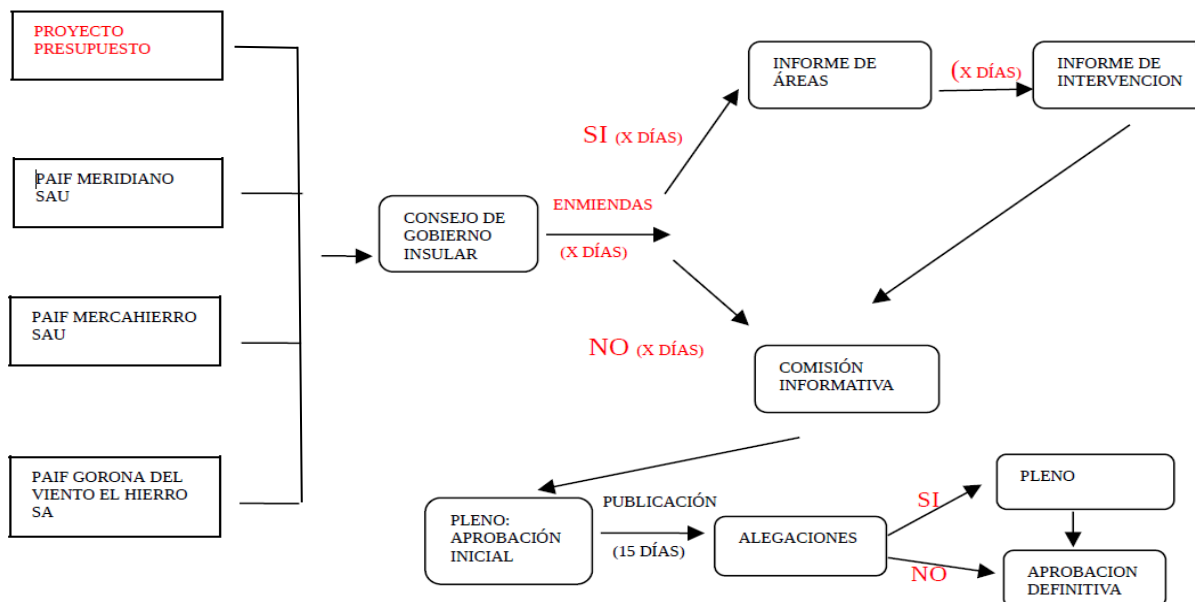 PROYECTO
PRESUPUESTO
PAIF MERIDIANO
SAU
PAIF MERCAHIERRO
SAU
PAIF GORONA DEL
VIENTO EL HIERRO
SA
CONSEJO DE
GOBIERNO
INSULAR
ENMIENDAS
(X DÍAS)
SI (X DÍAS)
NO (X DÍAS)
INFORME DE
ÁREAS
(X DÍAS)
INFORME DE
INTERVENCION
COMISIÓN
INFORMATIVA
PLENO:
APROBACIÓN
INICIAL
PUBLICACIÓN
(15 DÍAS)
ALEGACIONES
SI
NO
PLENO
APROBACION
DEFINITIVA